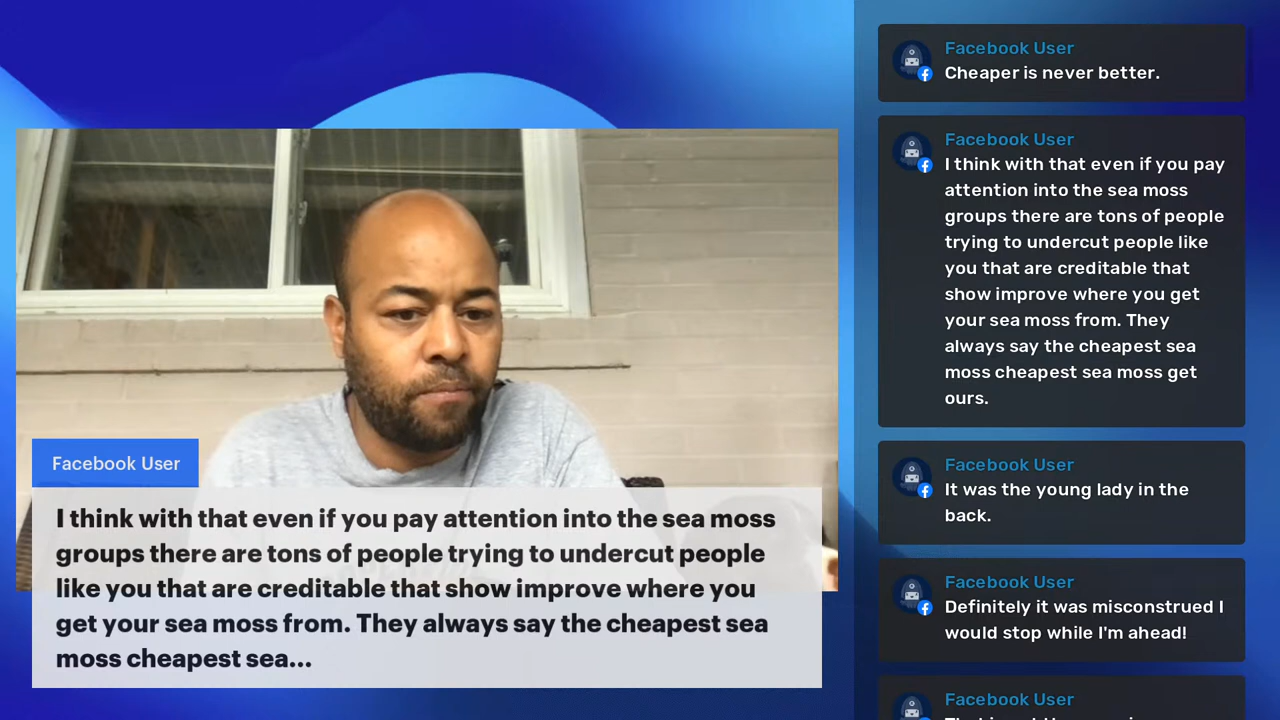 Facebook User
I think with that even if you pay attention into the sea moss
groups there are tons of people trying to undercut people
like you that are creditable that show improve where you
get your sea moss from. They always say the cheapest sea
moss cheapest sea...
Facebook User
Cheaper is never better.
Facebook User
I think with that even if you pay
attention into the sea moss
groups there are tons of people
trying to undercut people like
you that are creditable that
show improve where you get
your sea moss from. They
always say the cheapest sea
moss cheapest sea moss get
ours.
Facebook User
It was the young lady in the
back.
Facebook User
Definitely it was misconstrued I
would stop while I'm ahead!
Facebook User